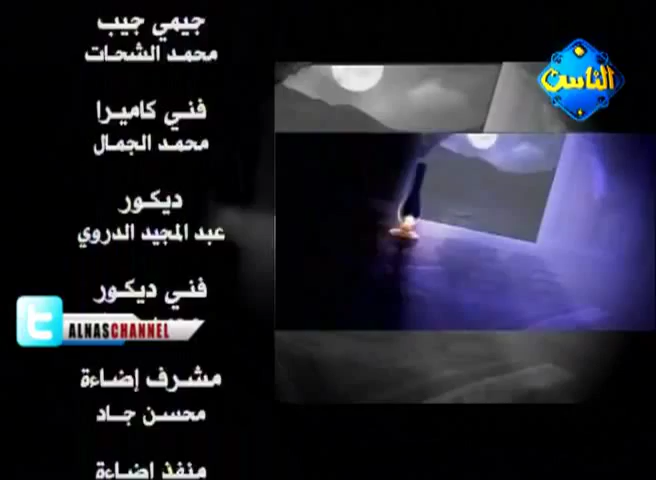 جيمي جيب
محمد الشحات
الناس
فني كاميرا
محمد الجمال
ديكور
عبد المجيد الدروي
فني ديكور
ALNASCHANNEL
مشرف إضاءة
محسن جاد
منفذ إضاءة